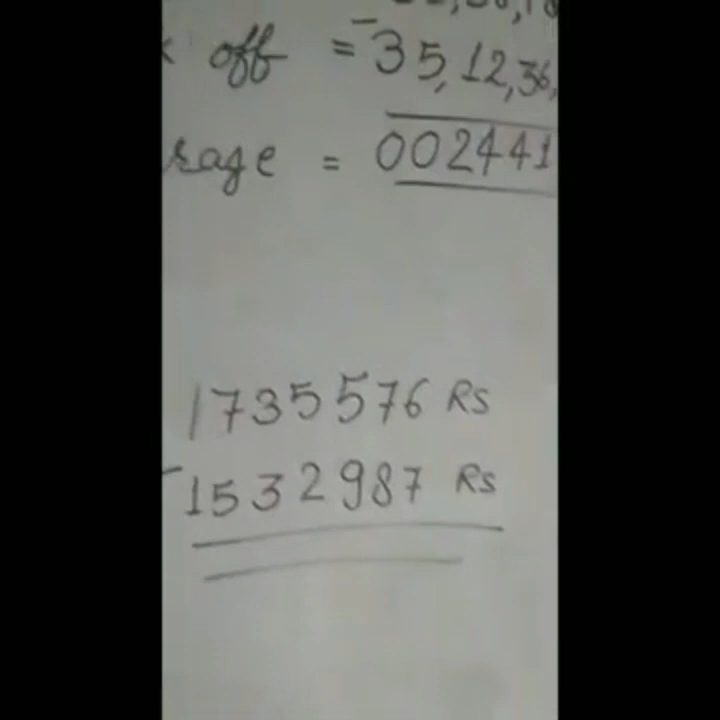 off = -35,12,36,
rage = 002441
1735576 RS
-1532987 RS